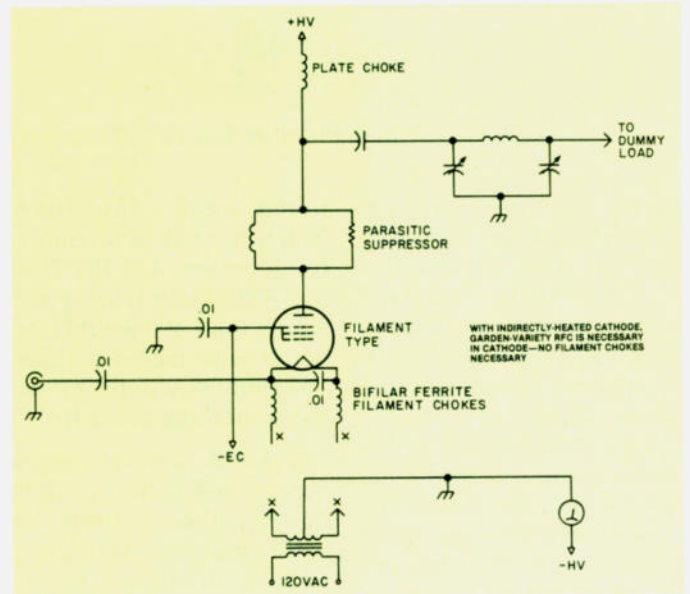 +HV
PLATE CHOKE
TO
DUMMY
LOAD
PARASITIC
SUPPRESSOR
.01
FILAMENT
TYPE
WITH INDIRECTLY-HEATED CATHODE,
GARDEN-VARIETY RFC IS NECESSARY
IN CATHODE—NO FILAMENT CHOKES
NECESSARY
.01
.01
BIFILAR FERRITE
FILAMENT CHOKES
X
X
-EC
X
X
-HV
120VAC